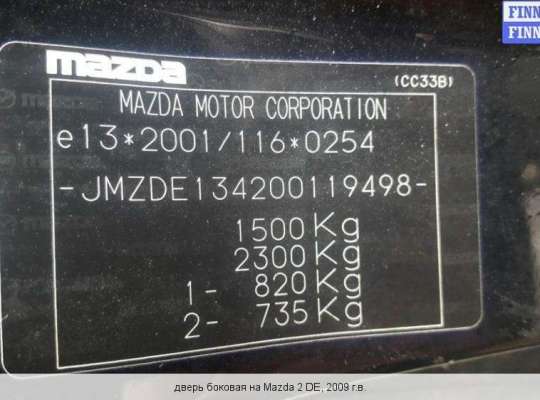 FINN
FINN
mazda
(CC33B)
MAZDA MOTOR CORPORATION
e13*2001/116*0254
-JMZDE134200119498-
1500Kg
2300Kg
1- 820Kg
2- 735Kg
дверь боковая на Mazda 2 DE, 2009 г.в.